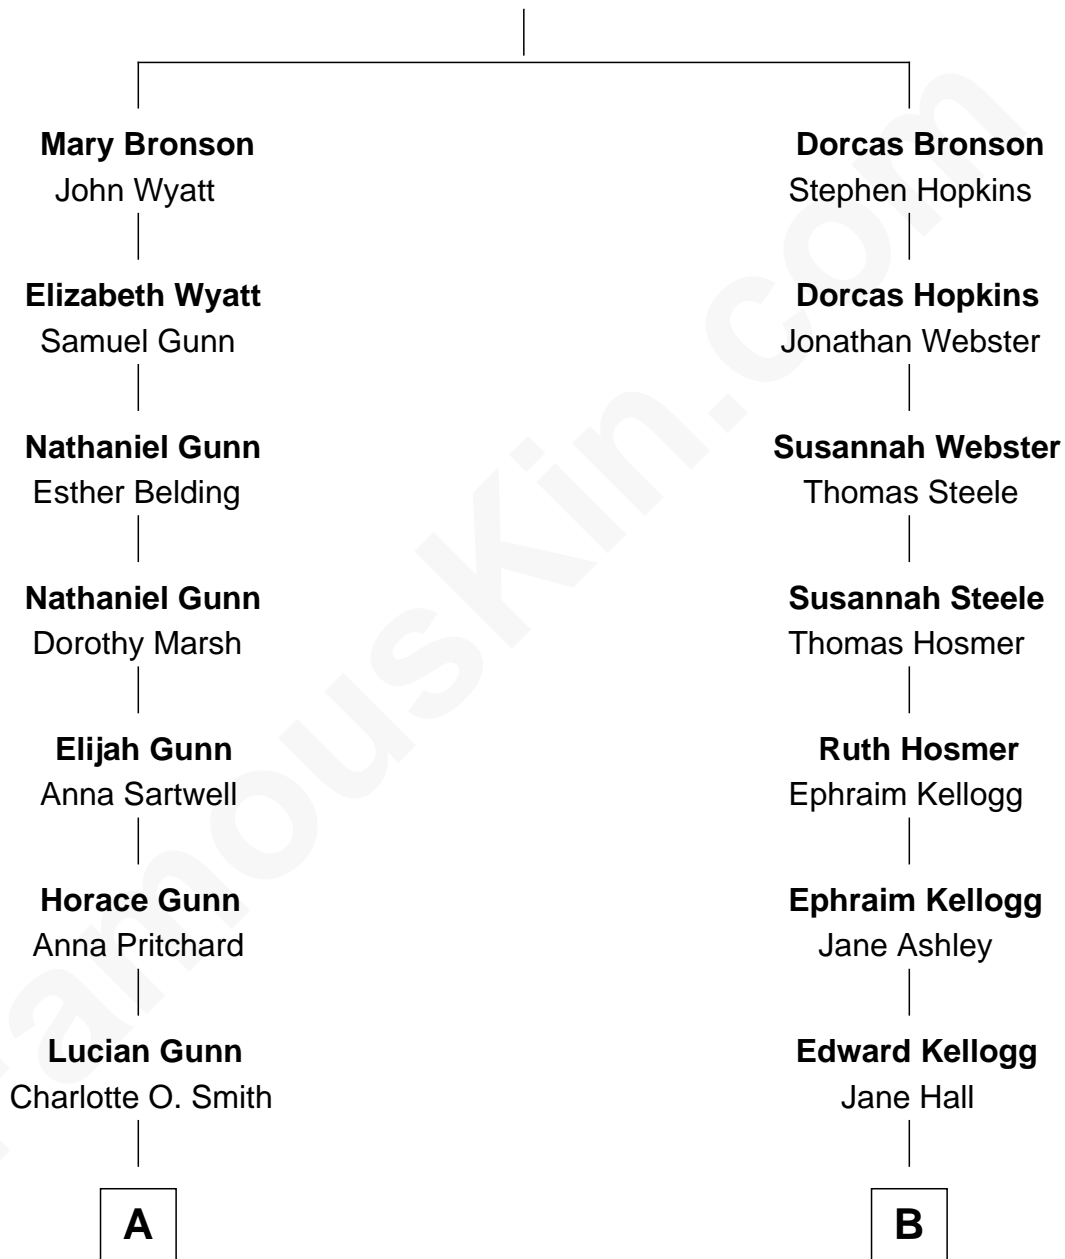 Mary Bronson
John Wyatt
Dorcas Bronson
Stephen Hopkins
Elizabeth Wyatt
Samuel Gunn
Dorcas Hopkins
Jonathan Webster
Nathaniel Gunn
Esther Belding
Susannah Webster
Thomas Steele
Nathaniel Gunn
Dorothy Marsh
Susannah Steele
Thomas Hosmer
Elijah Gunn
Anna Sartwell
Ruth Hosmer
Ephraim Kellogg
Horace Gunn
Anna Pritchard
Ephraim Kellogg
Jane Ashley
Lucian Gunn
Charlotte O. Smith
Edward Kellogg
Jane Hall
A
B
FamousKin.com